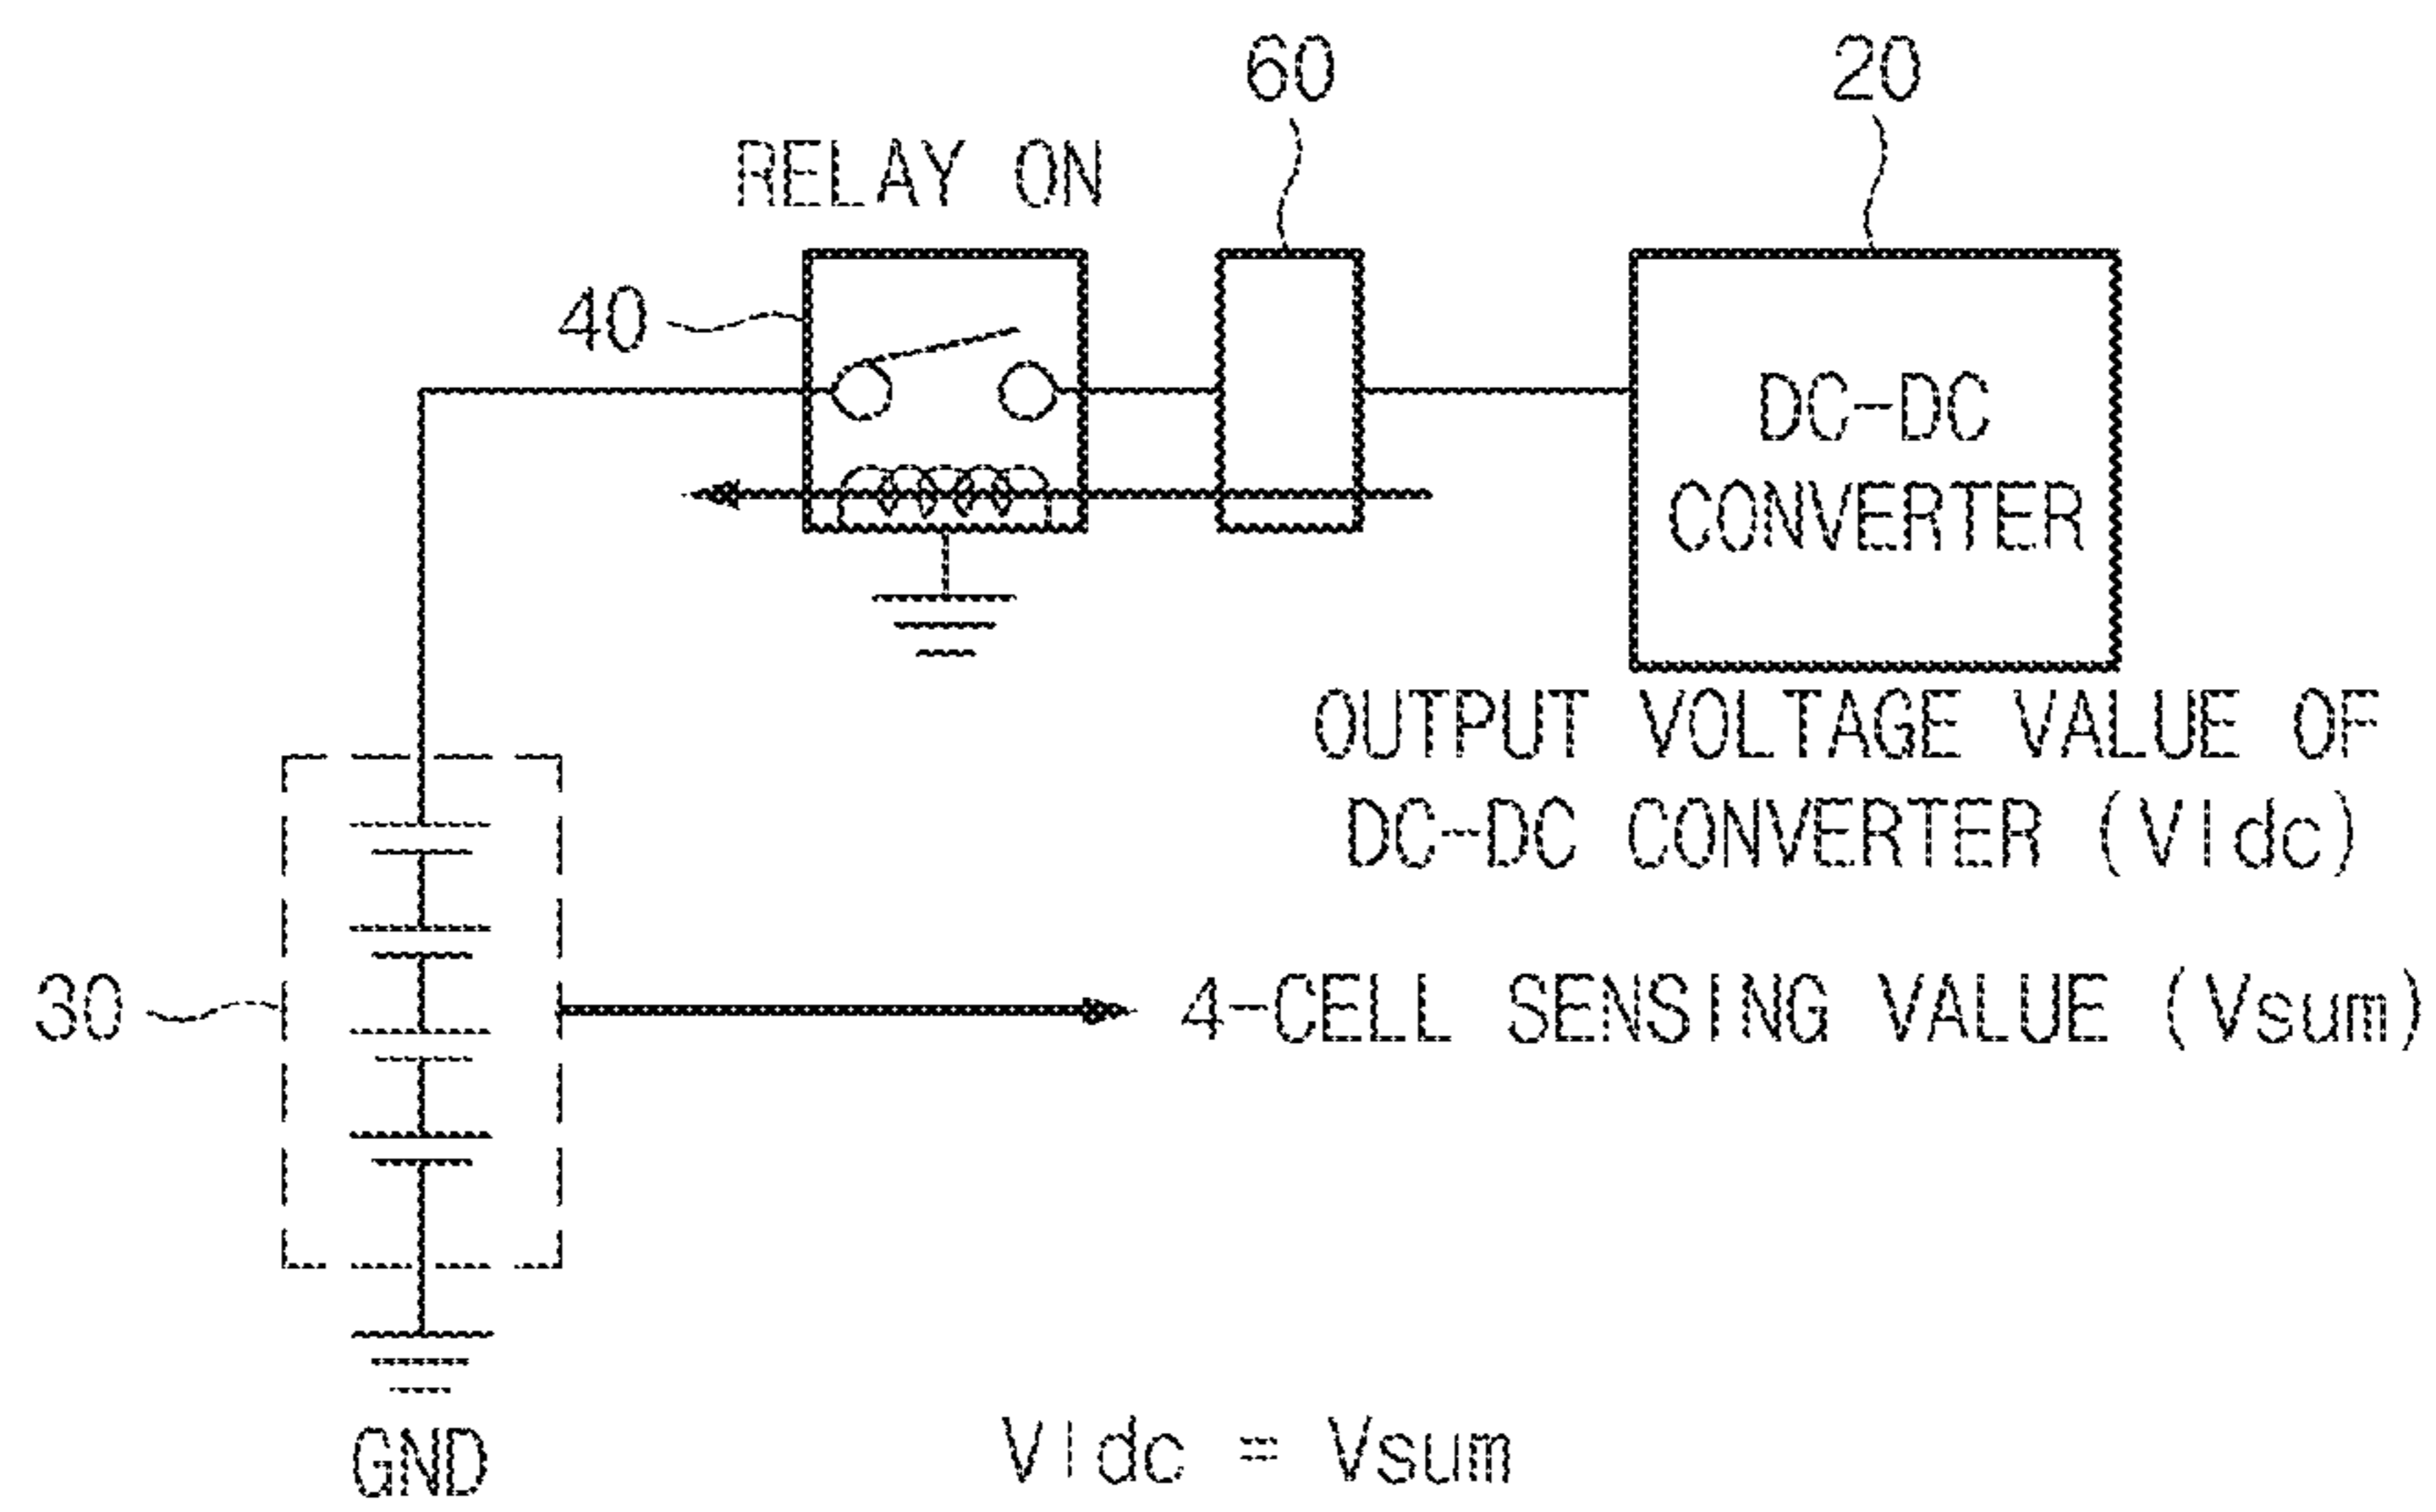 60
20
RELAY ON
40
DC-DC
CONVERTER
OUTPUT VOLTAGE VALUE OF
DC-DC CONVERTER (Vldc)
30
4-CELL SENSING VALUE (Vsum)
GND
Vldc = Vsum